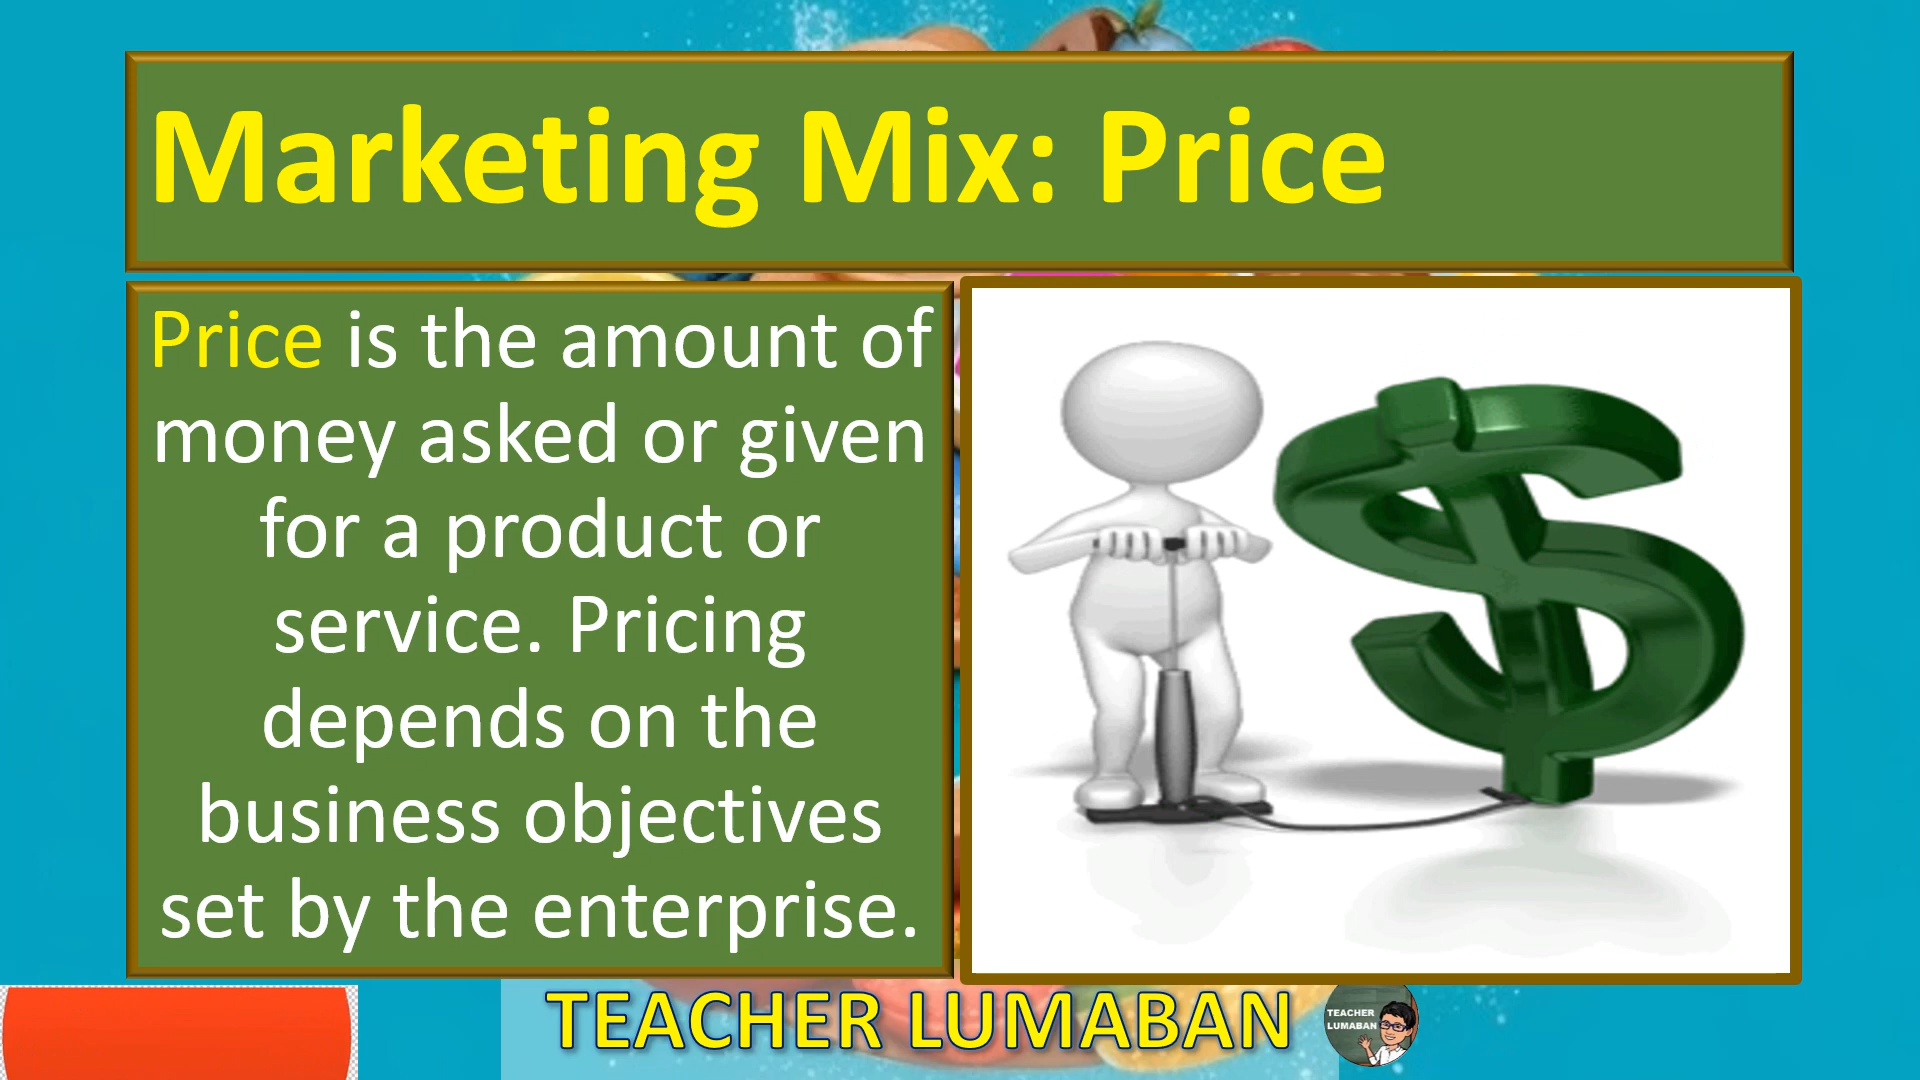 Marketing Mix: Price
Price is the amount of
money asked or given
for a product or
service. Pricing
depends on the
business objectives
set by the enterprise.
TEACHER LUMABAN
TEACHER
LUMABAN